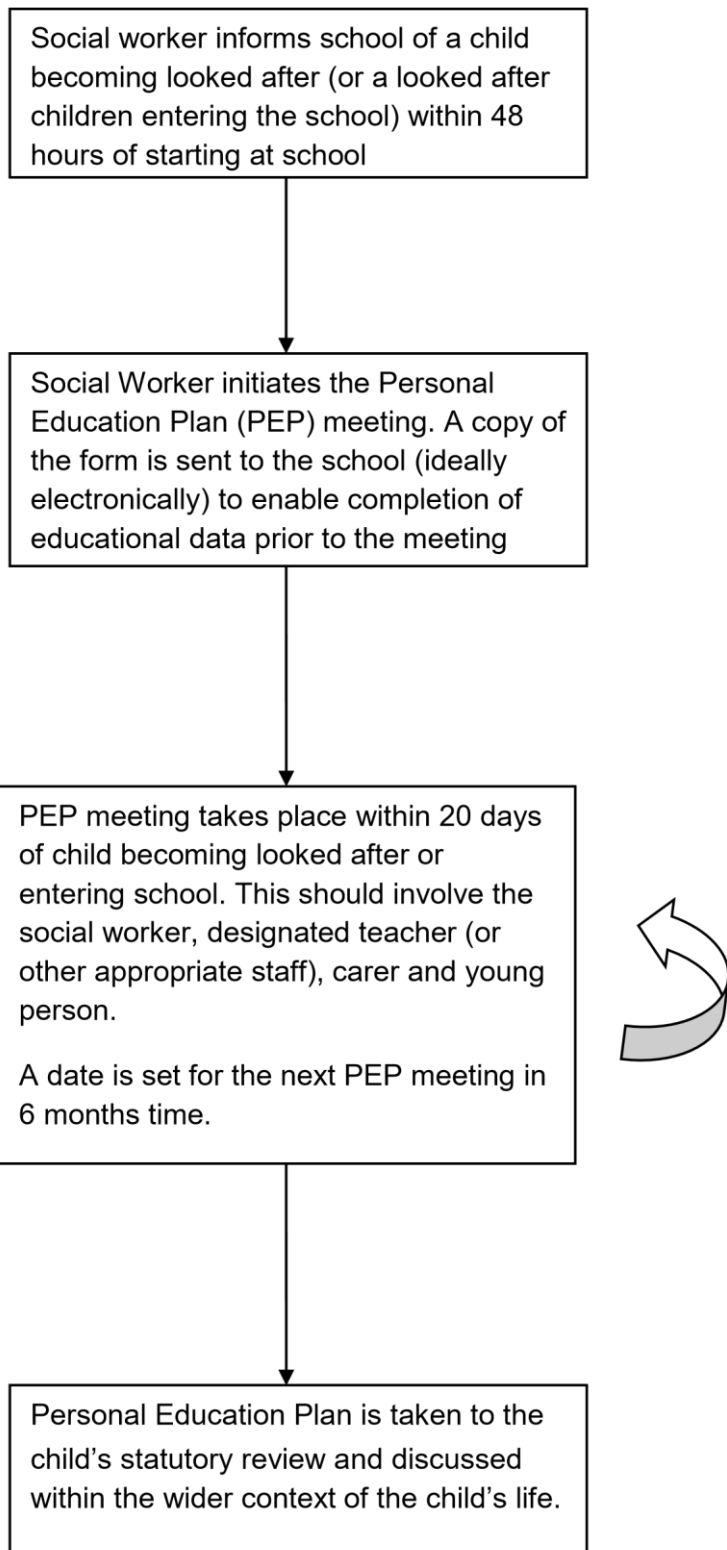 Social worker informs school of a child
becoming looked after (or a looked after
children entering the school) within 48
hours of starting at school
Social Worker initiates the Personal
Education Plan (PEP) meeting. A copy of
the form is sent to the school (ideally
electronically) to enable completion of
educational data prior to the meeting
PEP meeting takes place within 20 days
of child becoming looked after or
entering school. This should involve the
social worker, designated teacher (or
other appropriate staff), carer and young
person.
A date is set for the next PEP meeting in
6 months time.
Personal Education Plan is taken to the
child’s statutory review and discussed
within the wider context of the child’s life.